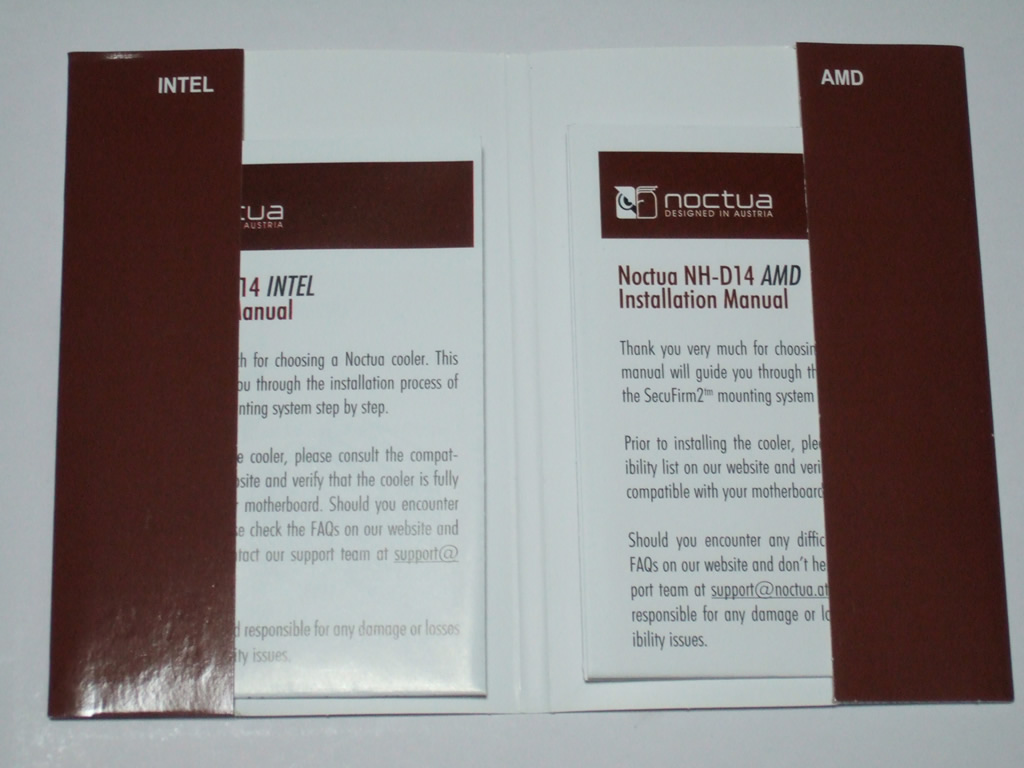 INTEL
tua
AUSTRIA
14 INTEL
Manual
h for choosing a Noctua cooler. This
ou through the installation process of
nting system step by step.
e cooler, please consult the compat-
bsite and verify that the cooler is fully
motherboard. Should you encounter
e check the FAQs on our website and
tact our support team at support@
d responsible for any damage or losses
ity issues.
AMD
noctua
DESIGNED IN AUSTRIA
Noctua NH-D14 AMD
Installation Manual
Thank you very much for choosin
manual will guide you through th
the SecuFirm2™ mounting system
Prior to installing the cooler, plea
ibility list on our website and veri
compatible with your motherboard
Should you encounter any diffic
FAQs on our website and don't he
port team at support@noctua.at
responsible for any damage or lo
ibility issues.